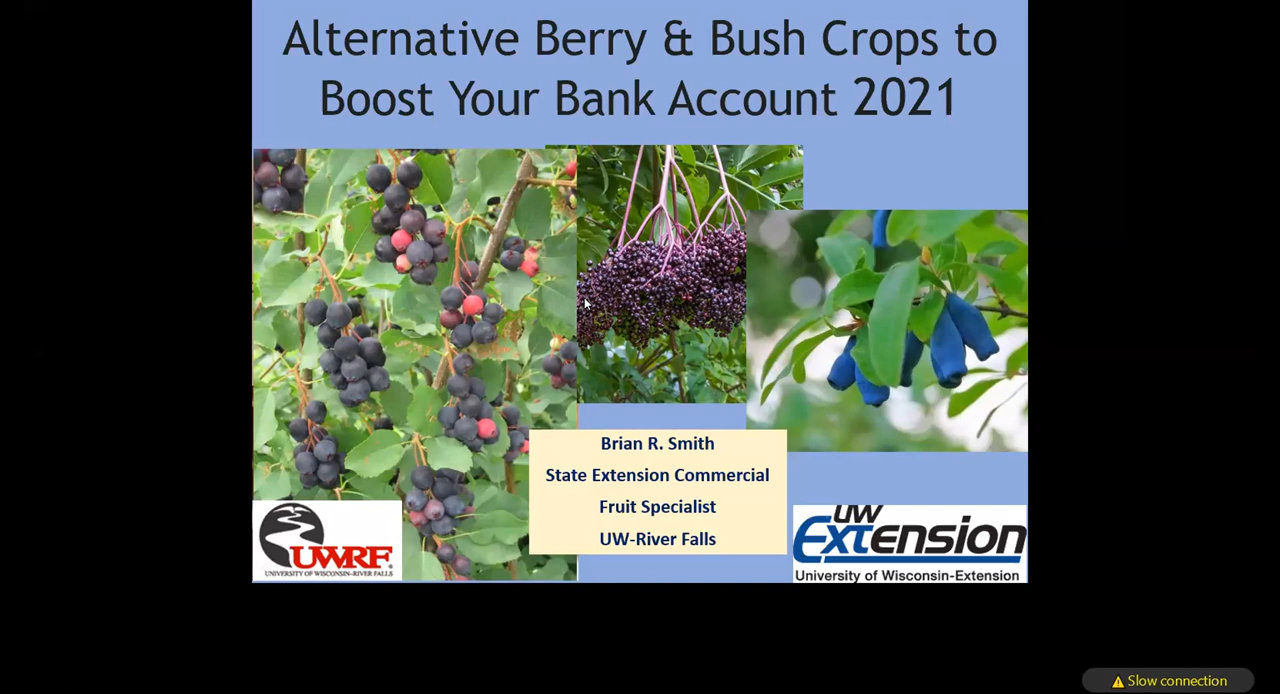 Alternative Berry & Bush Crops to
Boost Your Bank Account 2021
Brian R. Smith
State Extension Commercial
Fruit Specialist
UW-River Falls
UWRF
UNIVERSITY OF WISCONSIN-RIVER FALLS
UW
Extension
University of Wisconsin-Extension
Slow connection